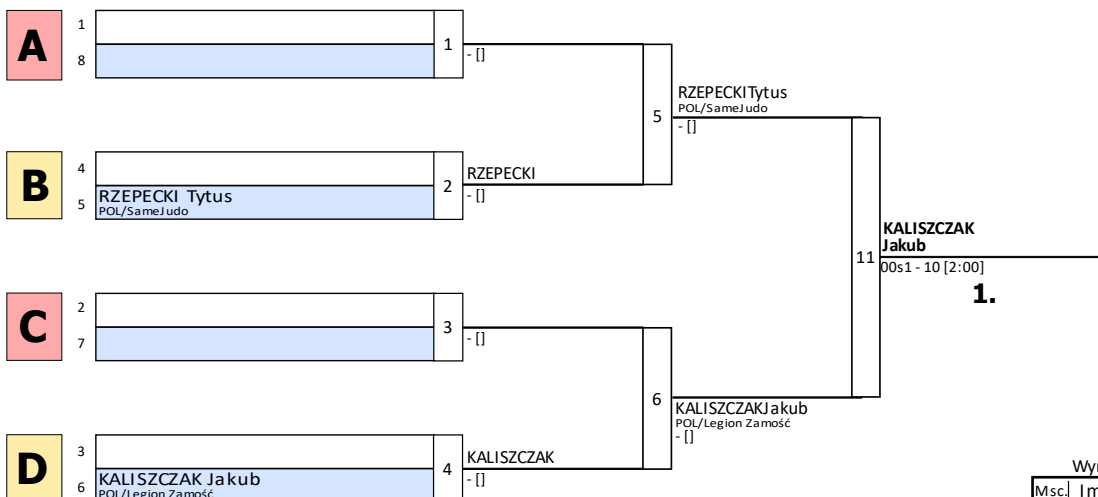 A
1
8
1
- []
B
4
5
RZEPECKI Tytus
POL/SameJudo
2
RZEPECKI
- []
5
RZEPECKITytus
POL/SameJudo
- []
C
2
7
3
- []
D
3
6
KALISZCZAK Jakub
POL/Legion Zamość
4
KALISZCZAK
- []
6
KALISZCZAKJakub
POL/Legion Zamość
- []
11
KALISZCZAK
Jakub
00s1 - 10 [2:00]
1.
Wyn
Msc. Im